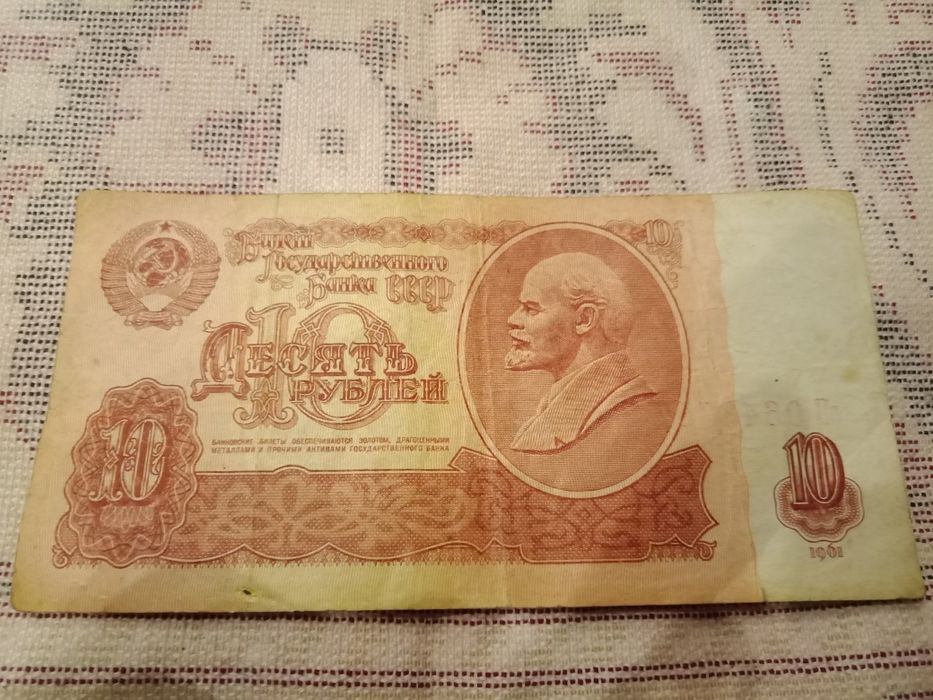 10
Билет
Государственного
Банка СССР
10
Десять
рублей
БАНКОВСКИЕ БИЛЕТЫ ОБЕСПЕЧИВАЮТСЯ ЗОЛОТОМ, ДРАГОЦЕННЫМИ
МЕТАЛЛАМИ И ПРОЧИМИ АКТИВАМИ ГОСУДАРСТВЕННОГО БАНКА
10
10
1961